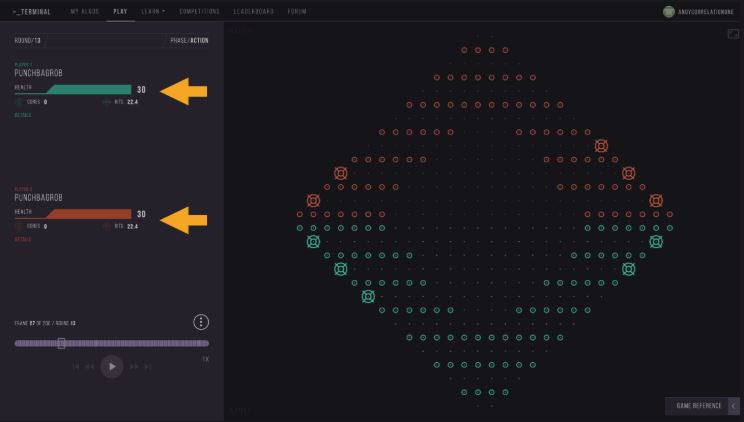 >_TERMINAL
MY ALGOS
PLAY
LEARN
COMPETITIONS
LEADERBOARD
FORUM
ANDYCORRELATIONONE
ROUND/13
PHASE/ACTION
PLAYER 1
PUNCHBAGROB
HEALTH
30
CORES 0
BITS 22.4
DETAILS
PLAYER 2
PUNCHBAGROB
HEALTH
30
CORES 0
BITS 22.4
DETAILS
FRAME 27 OF 200 / ROUND 13
1X
GAME REFERENCE